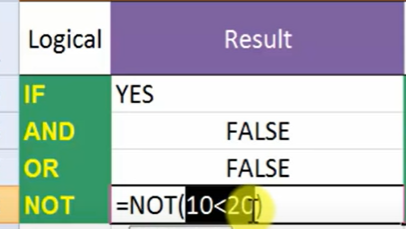 Logical Result
IF YES
AND FALSE
OR FALSE
NOT =NOT(10<20)